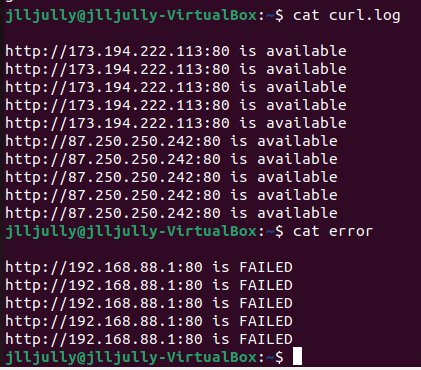 jlljully@jlljully-VirtualBox:~$ cat curl.log
http://173.194.222.113:80 is available
http://173.194.222.113:80 is available
http://173.194.222.113:80 is available
http://173.194.222.113:80 is available
http://173.194.222.113:80 is available
http://87.250.250.242:80 is available
http://87.250.250.242:80 is available
http://87.250.250.242:80 is available
http://87.250.250.242:80 is available
http://87.250.250.242:80 is available
jlljully@jlljully-VirtualBox:~$ cat error
http://192.168.88.1:80 is FAILED
http://192.168.88.1:80 is FAILED
http://192.168.88.1:80 is FAILED
http://192.168.88.1:80 is FAILED
http://192.168.88.1:80 is FAILED
jlljully@jlljully-VirtualBox:~$